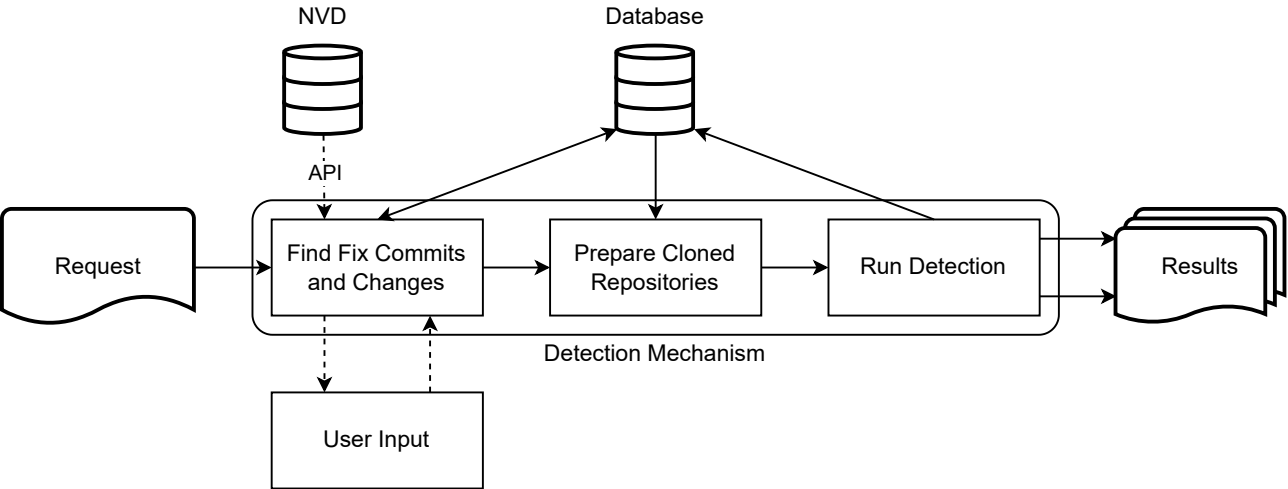 NVD
Database
API
Request
Find Fix Commits
and Changes
Prepare Cloned
Repositories
Run Detection
Results
Detection Mechanism
User Input